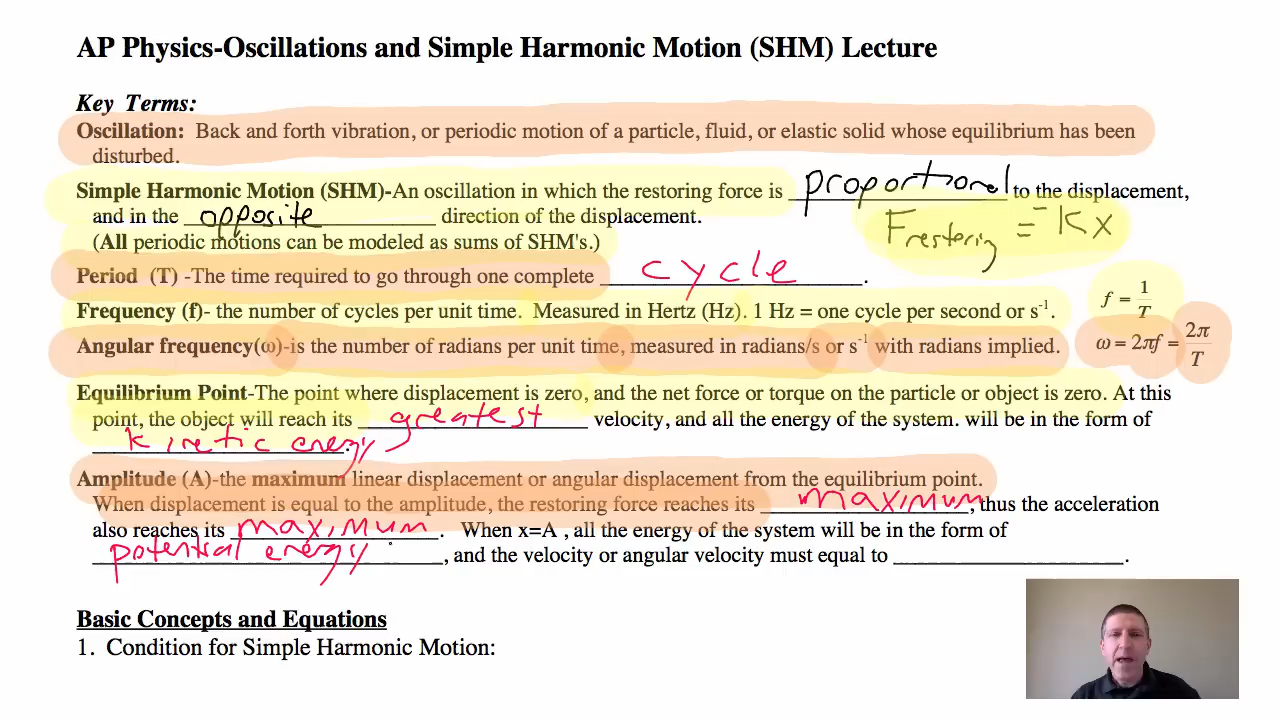 AP Physics-Oscillations and Simple Harmonic Motion (SHM) Lecture
Key Terms:
Oscillation: Back and forth vibration, or periodic motion of a particle, fluid, or elastic solid whose equilibrium has been
disturbed.
Simple Harmonic Motion (SHM)-An oscillation in which the restoring force is proportional to the displacement,
and in the opposite direction of the displacement.
F restoring = -Kx
(All periodic motions can be modeled as sums of SHM's.)
Period (T) -The time required to go through one complete cycle.
Frequency (f)- the number of cycles per unit time. Measured in Hertz (Hz). 1 Hz = one cycle per second or s⁻¹.
f = 1/T
Angular frequency(ω)-is the number of radians per unit time, measured in radians/s or s⁻¹ with radians implied.
ω = 2πf = 2π/T
Equilibrium Point-The point where displacement is zero, and the net force or torque on the particle or object is zero. At this
point, the object will reach its greatest velocity, and all the energy of the system. will be in the form of
kinetic energy.
Amplitude (A)-the maximum linear displacement or angular displacement from the equilibrium point.
When displacement is equal to the amplitude, the restoring force reaches its maximum, thus the acceleration
also reaches its maximum. When x=A , all the energy of the system will be in the form of
potential energy, and the velocity or angular velocity must equal to ____________________.
Basic Concepts and Equations
1. Condition for Simple Harmonic Motion: